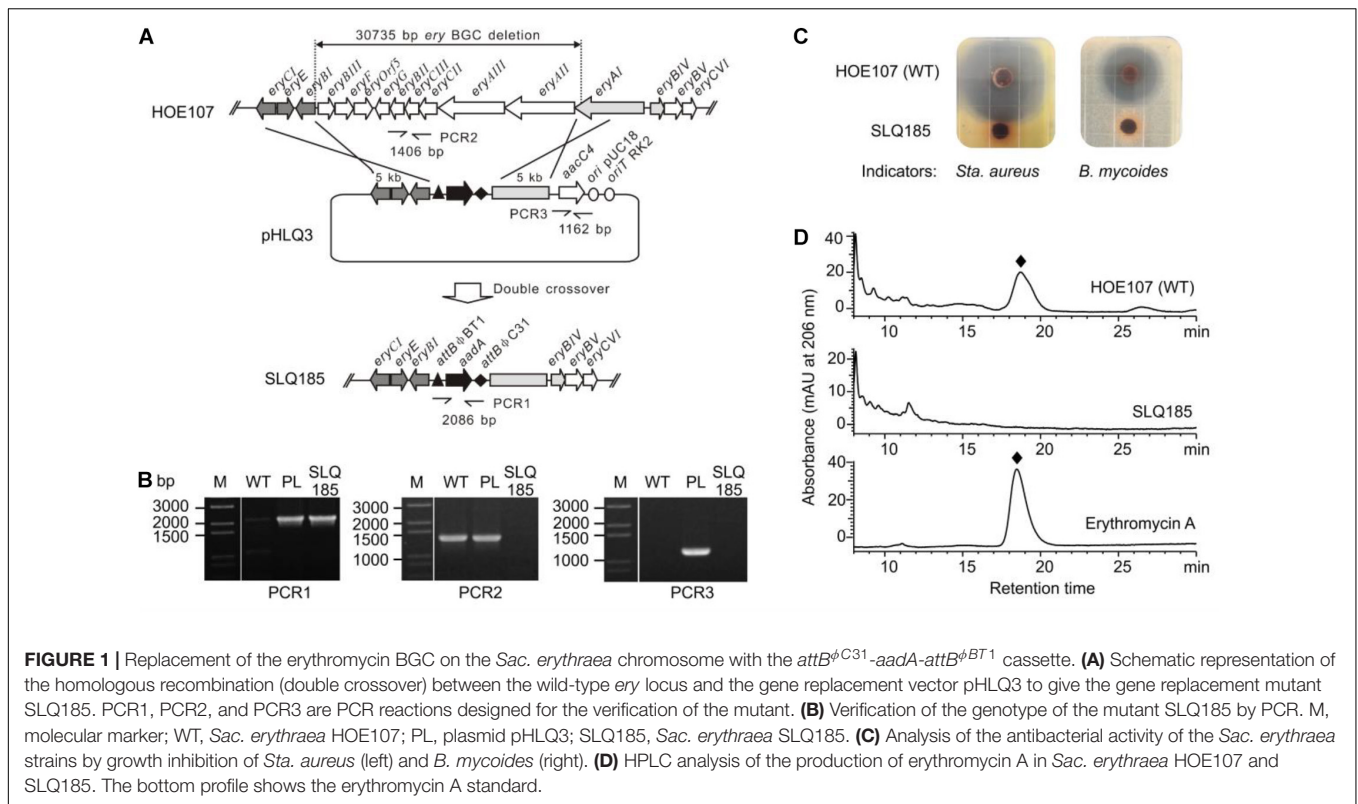 A
30735 bp ery BGC deletion
eryCI
eryE
eryBI
eryBIII
eryF
eryOrf5
eryG
eryBII
eryCIII
eryCII
eryAIII
eryAII
eryAI
eryBIV
eryBV
eryCVI
HOE107
PCR2
1406 bp
5 kb
5 kb
aacC4
ori pUC18
oriT RK2
PCR3
1162 bp
pHLQ3
Double crossover
eryCI
eryE
eryBI
attBϕBT1
aadA
attBϕC31
eryBIV
eryBV
eryCVI
SLQ185
PCR1
2086 bp
B
bp
M WT PL SLQ 185
3000
2000
1500
PCR1
M WT PL SLQ 185
3000
2000
1500
1000
PCR2
M WT PL SLQ 185
3000
2000
1500
1000
PCR3
C
HOE107 (WT)
SLQ185
Indicators: Sta. aureus B. mycoides
D
Absorbance (mAU at 206 nm)
40
20
0
HOE107 (WT)
10 15 20 25 min
20
10
0
SLQ185
10 15 20 25 min
40
20
0
Erythromycin A
10 15 20 25 min
Retention time
FIGURE 1 | Replacement of the erythromycin BGC on the Sac. erythraea chromosome with the attB^ϕC31-aadA-attB^ϕBT1 cassette. (A) Schematic representation of
the homologous recombination (double crossover) between the wild-type ery locus and the gene replacement vector pHLQ3 to give the gene replacement mutant
SLQ185. PCR1, PCR2, and PCR3 are PCR reactions designed for the verification of the mutant. (B) Verification of the genotype of the mutant SLQ185 by PCR. M,
molecular marker; WT, Sac. erythraea HOE107; PL, plasmid pHLQ3; SLQ185, Sac. erythraea SLQ185. (C) Analysis of the antibacterial activity of the Sac. erythraea
strains by growth inhibition of Sta. aureus (left) and B. mycoides (right). (D) HPLC analysis of the production of erythromycin A in Sac. erythraea HOE107 and
SLQ185. The bottom profile shows the erythromycin A standard.